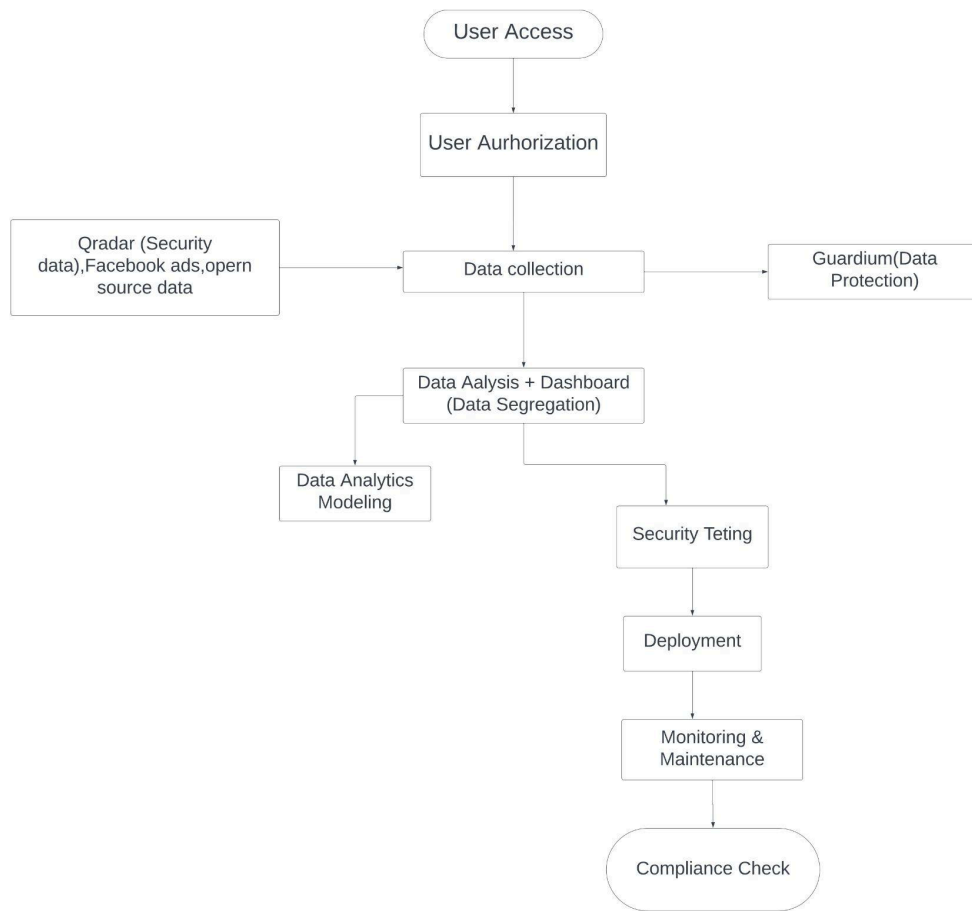 User Access
User Aurhorization
Qradar (Security
data),Facebook ads,opern
source data
Data collection
Guardium(Data
Protection)
Data Aalysis + Dashboard
(Data Segregation)
Data Analytics
Modeling
Security Teting
Deployment
Monitoring &
Maintenance
Compliance Check